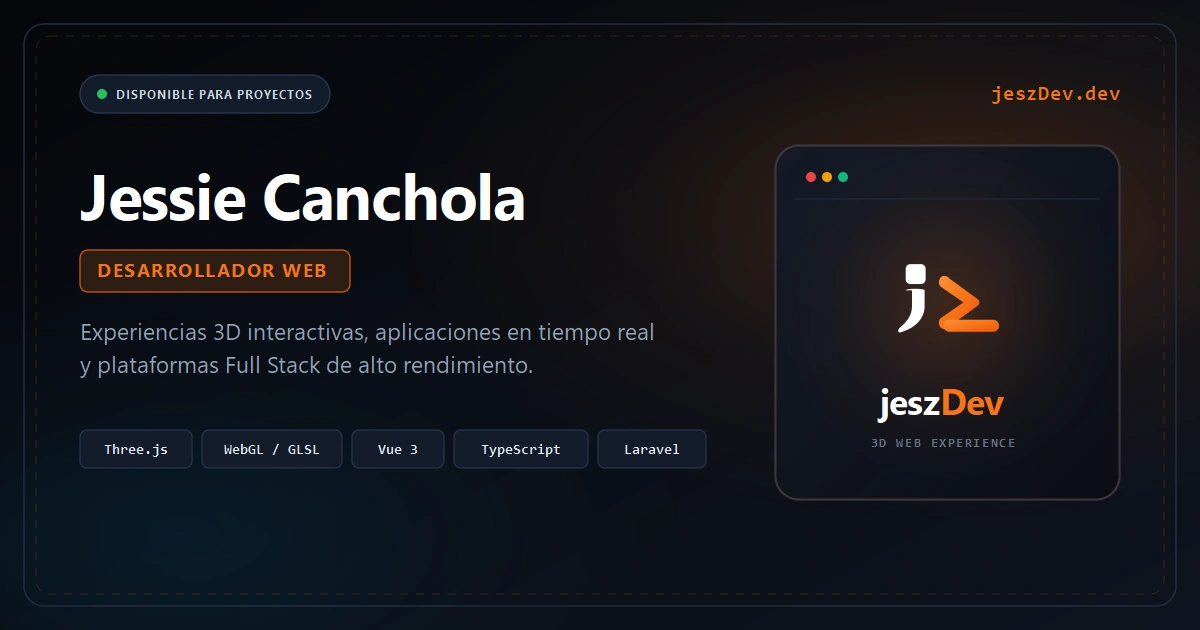 DISPONIBLE PARA PROYECTOS
jeszDev.dev
Jessie Canchola
DESARROLLADOR WEB
Experiencias 3D interactivas, aplicaciones en tiempo real
y plataformas Full Stack de alto rendimiento.
Three.js
WebGL / GLSL
Vue 3
TypeScript
Laravel
j>_
jeszDev
3D WEB EXPERIENCE